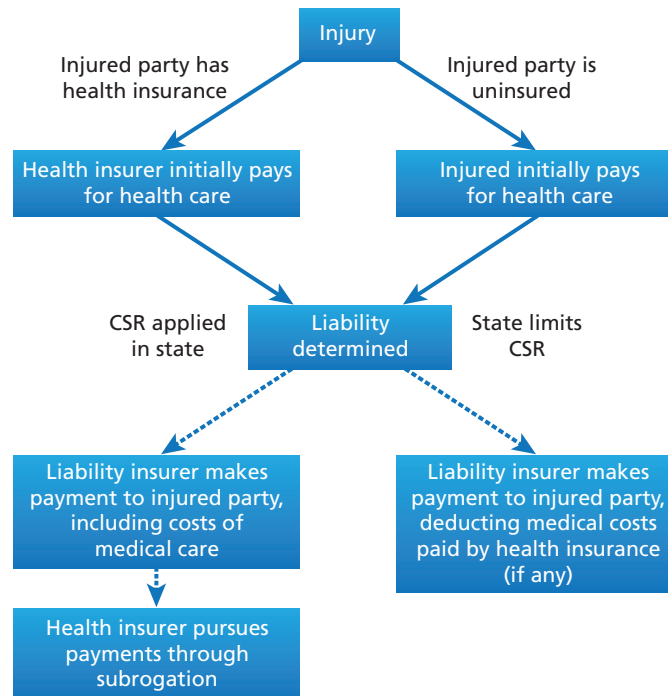 Injury
Injured party has
health insurance
Injured party is
uninsured
Health insurer initially pays
for health care
Injured initially pays
for health care
CSR applied
in state
Liability
determined
State limits
CSR
Liability insurer makes
payment to injured party,
including costs of
medical care
Liability insurer makes
payment to injured party,
deducting medical costs
paid by health insurance
(if any)
Health insurer pursues
payments through
subrogation